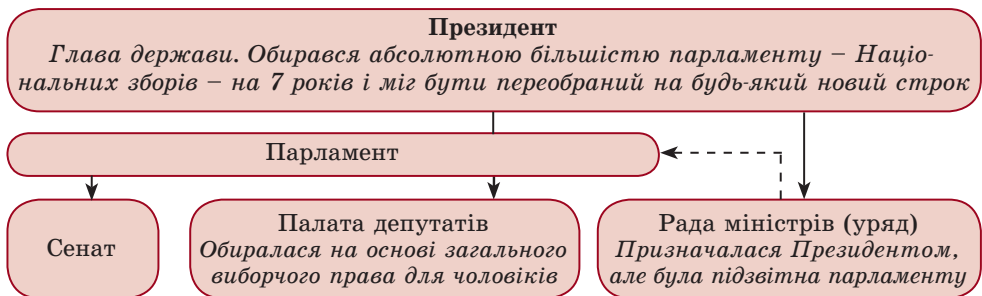 Президент
Глава держави. Обирався абсолютною більшістю парламенту – Націо-
нальних зборів – на 7 років і міг бути переобраний на будь-який новий строк
Парламент
Сенат
Палата депутатів
Обиралася на основі загального
виборчого права для чоловіків
Рада міністрів (уряд)
Призначалася Президентом,
але була підзвітна парламенту